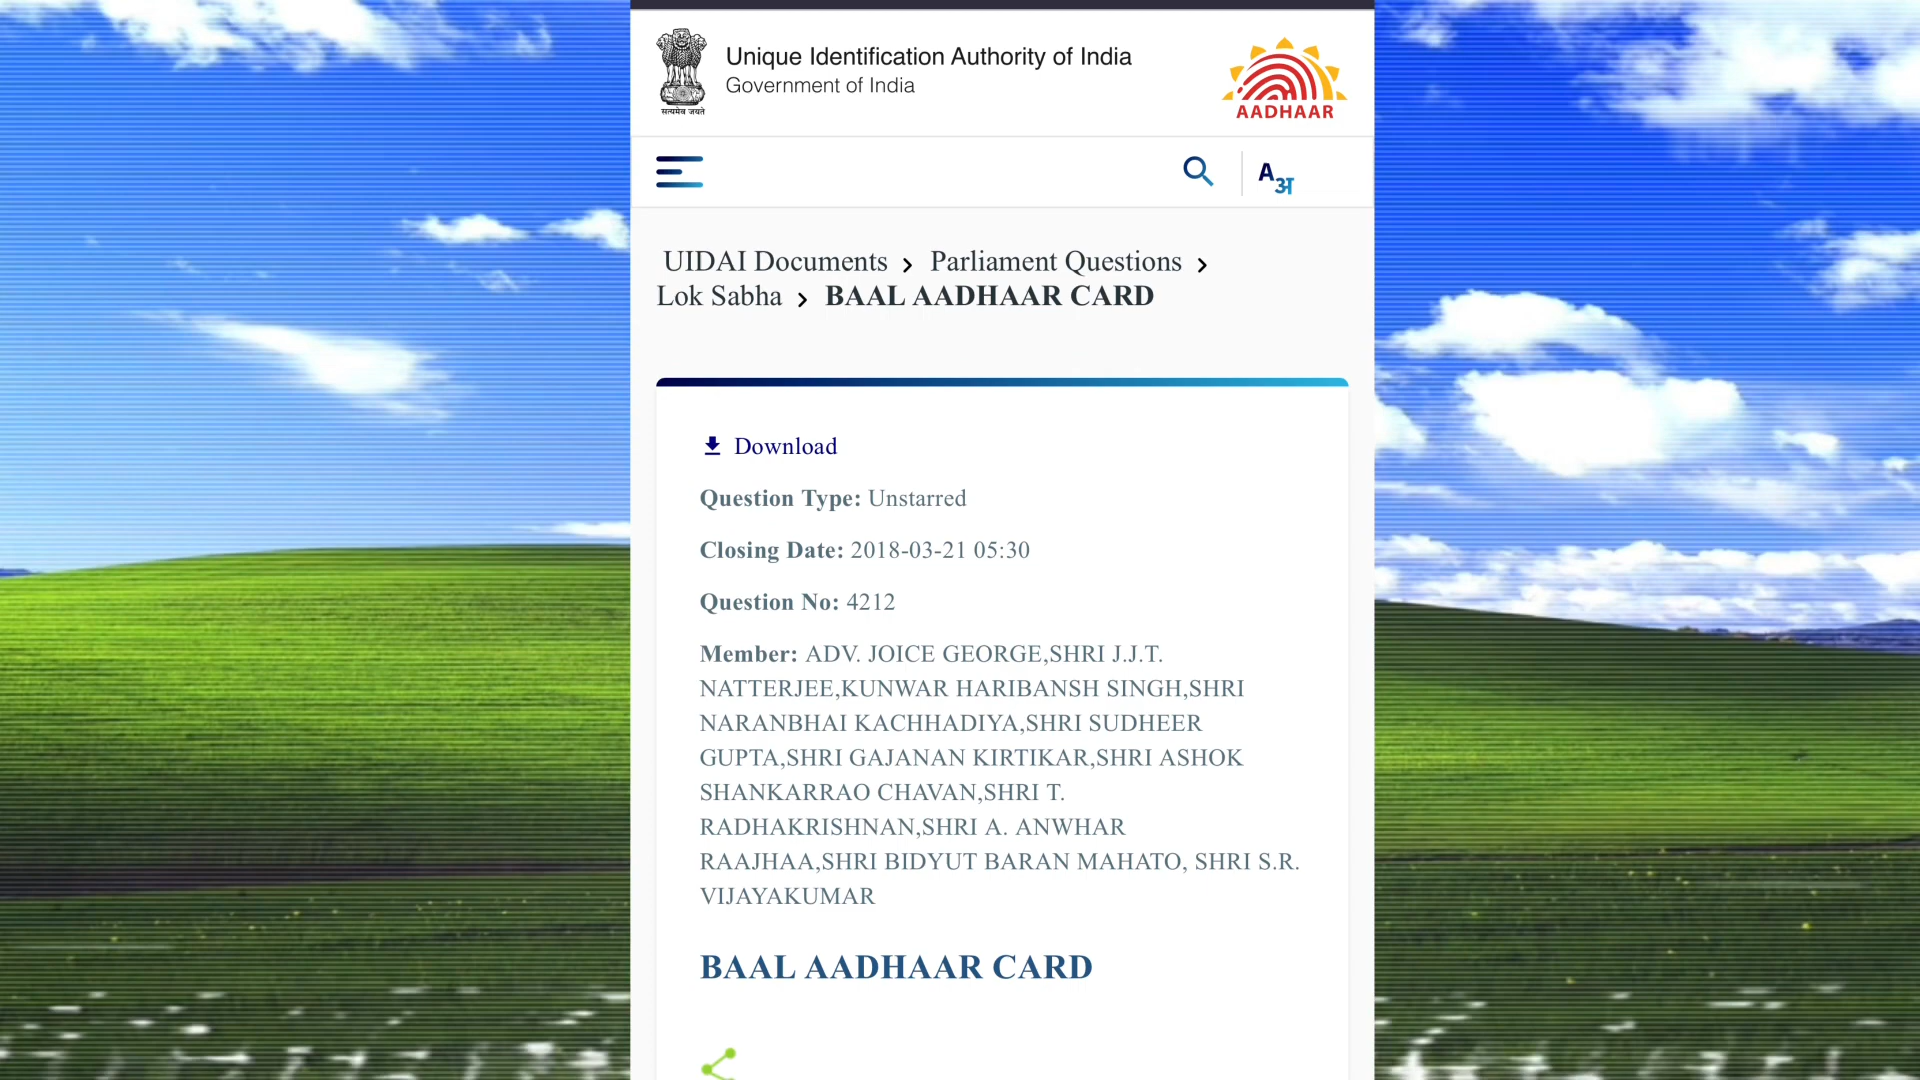 Unique Identification Authority of India
Government of India
सत्यमेव जयते
AADHAAR
A अ
UIDAI Documents > Parliament Questions >
Lok Sabha > BAAL AADHAAR CARD
Download
Question Type: Unstarred
Closing Date: 2018-03-21 05:30
Question No: 4212
Member: ADV. JOICE GEORGE,SHRI J.J.T.
NATTERJEE,KUNWAR HARIBANSH SINGH,SHRI
NARANBHAI KACHHADIYA,SHRI SUDHEER
GUPTA,SHRI GAJANAN KIRTIKAR,SHRI ASHOK
SHANKARRAO CHAVAN,SHRI T.
RADHAKRISHNAN,SHRI A. ANWHAR
RAAJHAA,SHRI BIDYUT BARAN MAHATO, SHRI S.R.
VIJAYAKUMAR
BAAL AADHAAR CARD